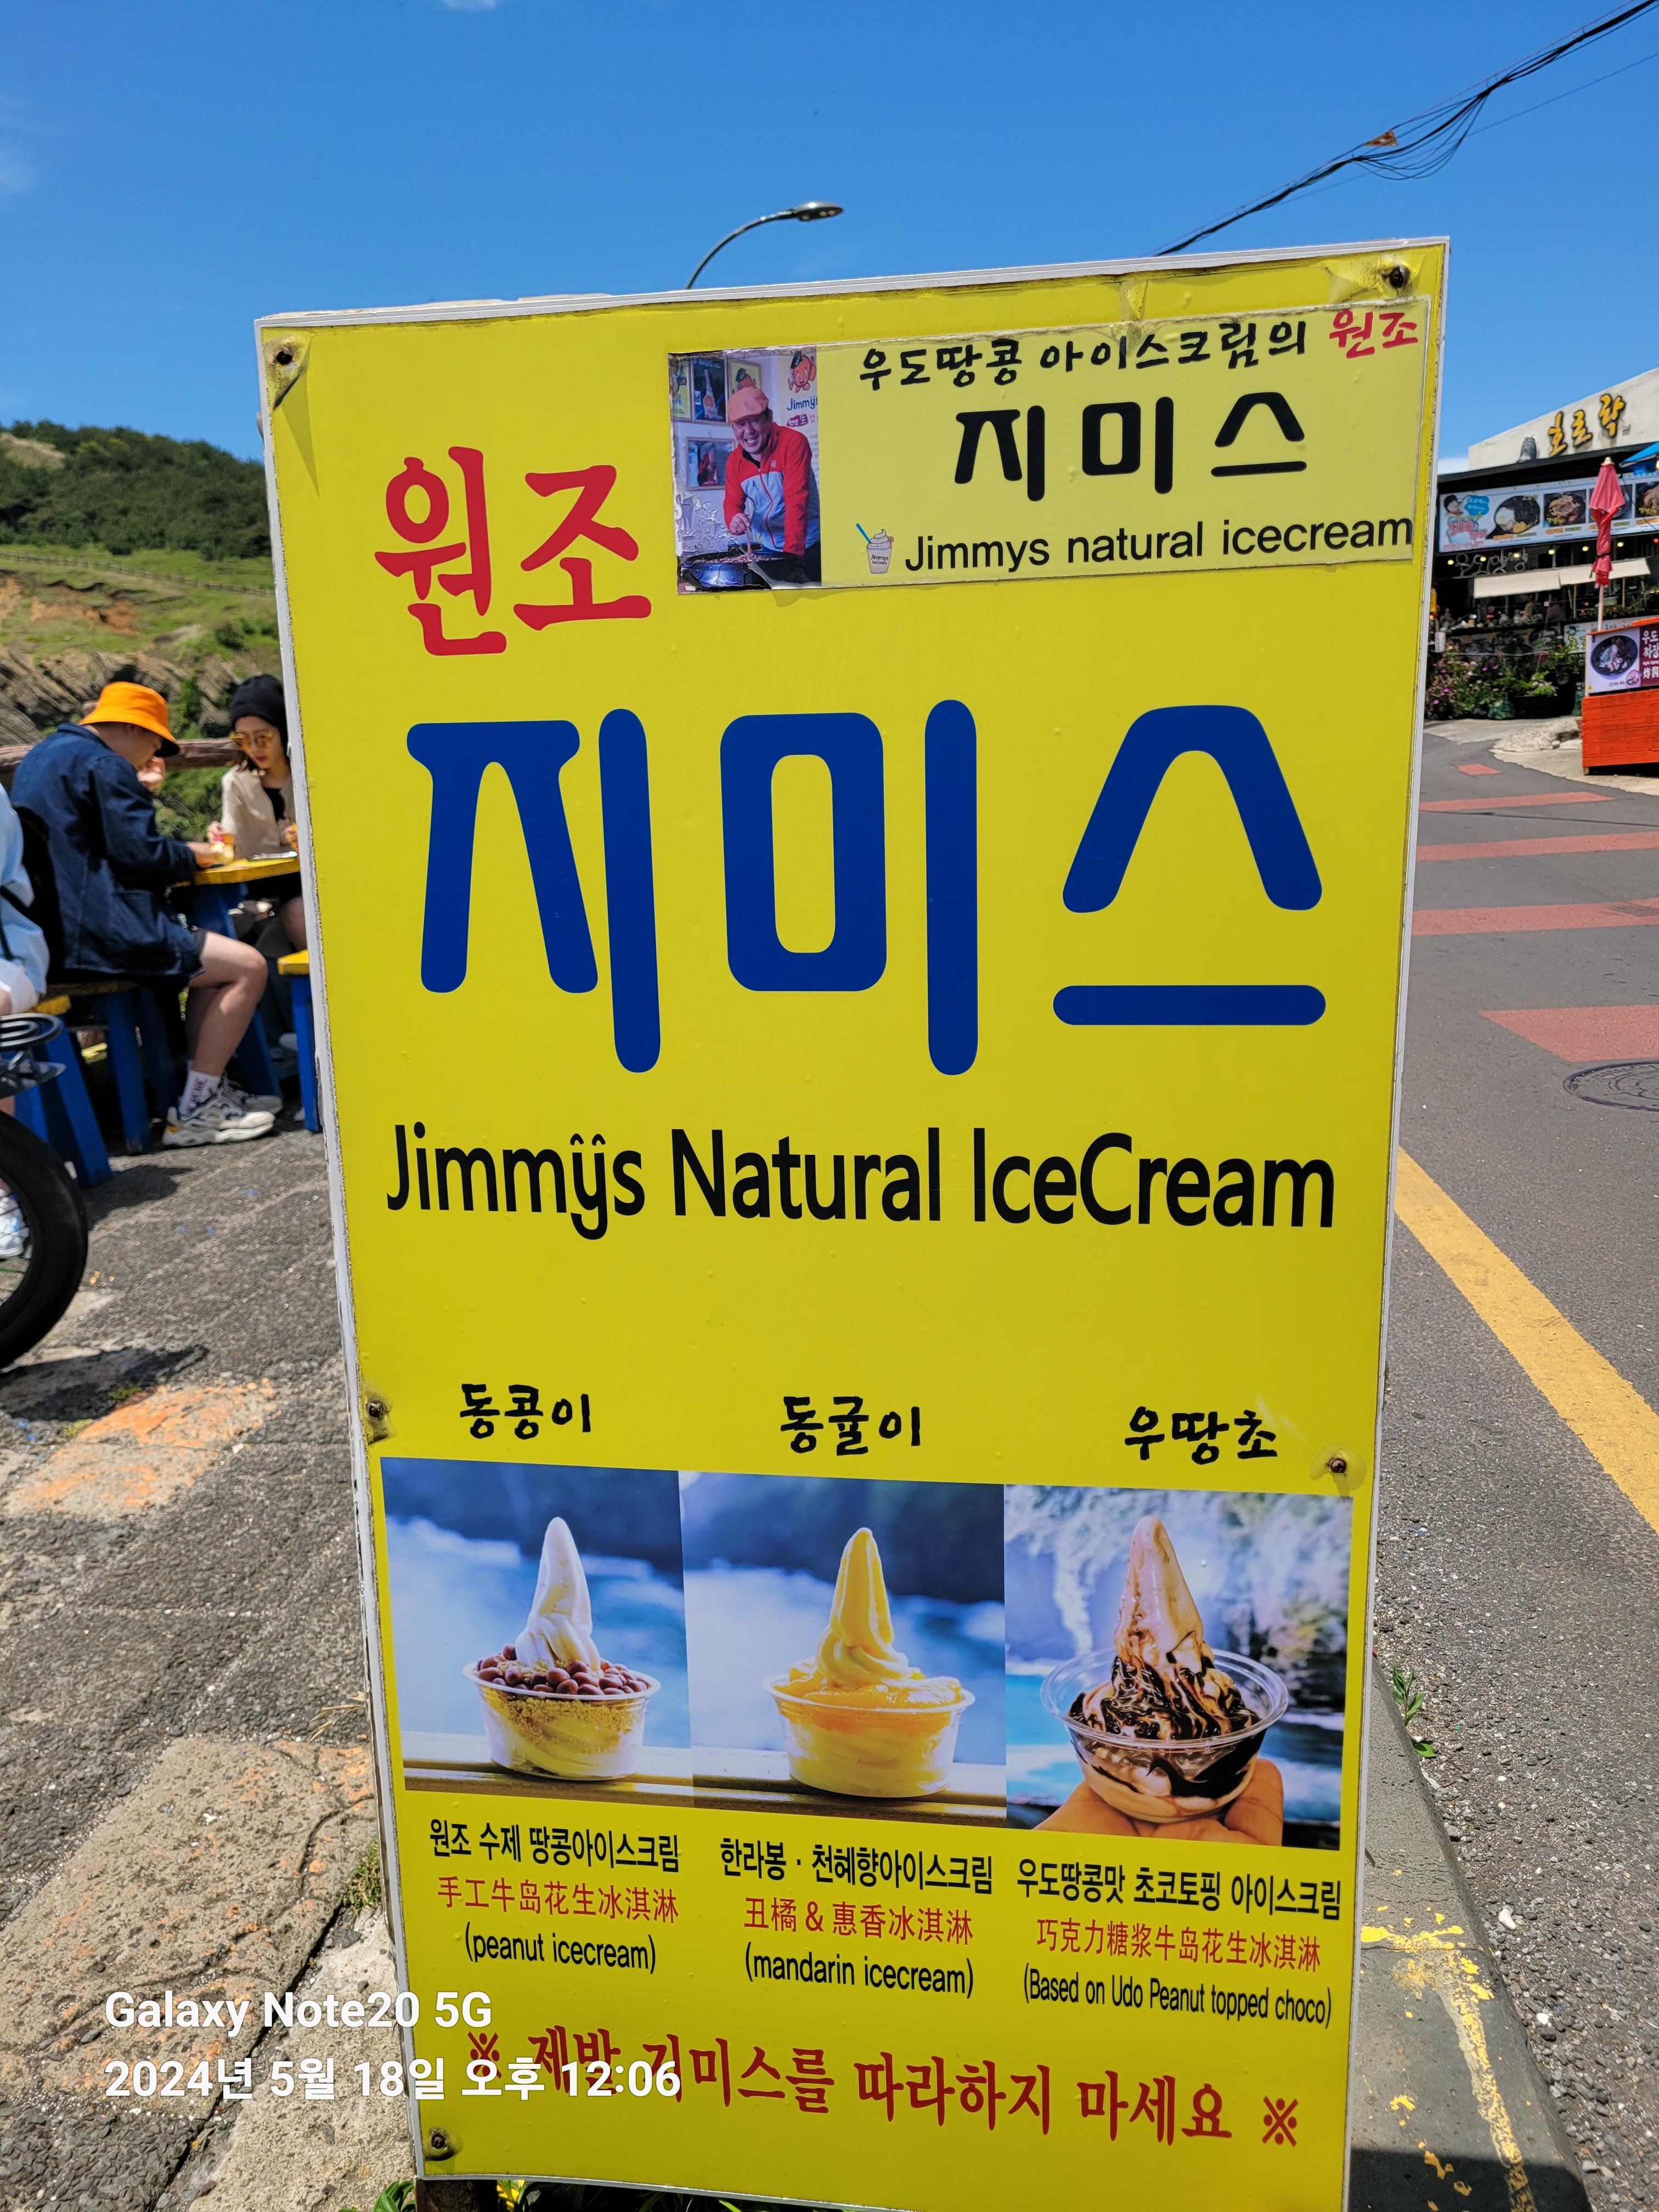 우도땅콩 아이스크림의 원조
지미스
Jimmys natural icecream
원조
지미스
Jimmŷŝ Natural IceCream
동콩이
동귤이
우땅초
원조 수제 땅콩아이스크림
手工牛岛花生冰淇淋
(peanut icecream)
한라봉 · 천혜향아이스크림
丑橘 & 惠香冰淇淋
(mandarin icecream)
우도땅콩맛 초코토핑 아이스크림
巧克力糖浆牛岛花生冰淇淋
(Based on Udo Peanut topped choco)
※ 제발 지미스를 따라하지 마세요 ※
호로락
Galaxy Note20 5G
2024년 5월 18일 오후 12:06